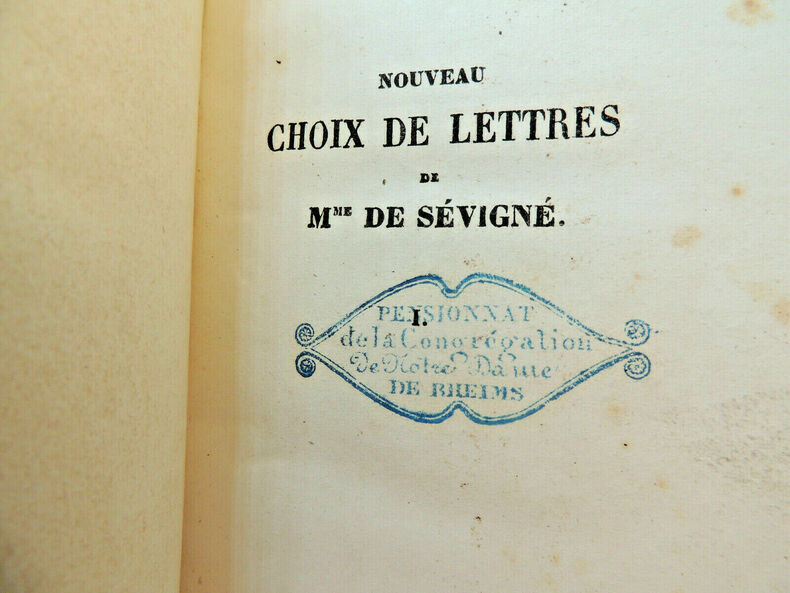 NOUVEAU
CHOIX DE LETTRES
DE
MME DE SÉVIGNÉ.
I.
PENSIONNAT
de la Congrégation
De Notre Dame
DE RHEIMS